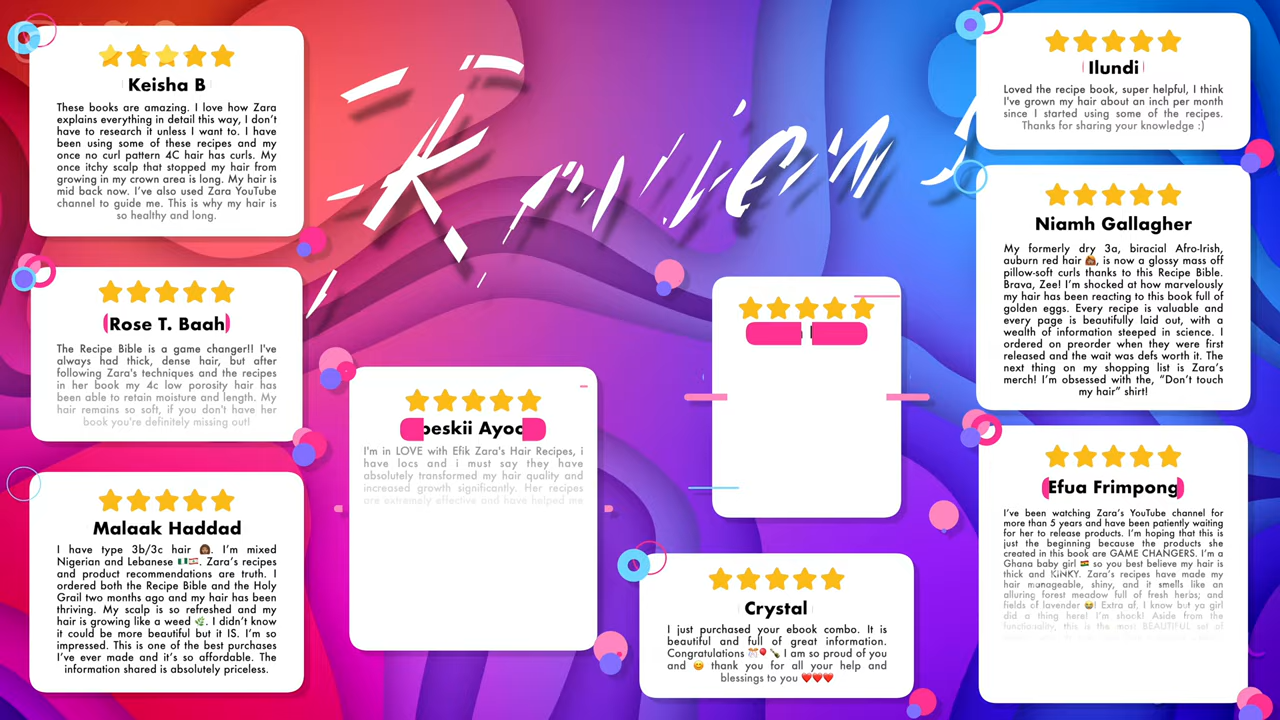 Keisha B
These books are amazing. I love how Zara
explains everything in detail this way, I don't
have to research it unless I want to. I have
been using some of these recipes and my
once no curl pattern 4C hair has curls. My
once itchy scalp that stopped my hair from
growing in my crown area is long. My hair is
mid back now. I've also used Zara YouTube
channel to guide me. This is why my hair is
so healthy and long.
Rose T. Baah
The Recipe Bible is a game changer!! I've
always had thick, dense hair, but after
following Zara's techniques and the recipes
in her book my 4c low porosity hair has
been able to retain moisture and length. My
hair remains so soft, if you don't have her
book you're definitely missing out!
Malaak Haddad
I have type 3b/3c hair 👩🏾. I'm mixed
Nigerian and Lebanese 🇳🇬🇱🇧. Zara's recipes
and product recommendations are truth. I
ordered both the Recipe Bible and the Holy
Grail two months ago and my hair has been
thriving. My scalp is so refreshed and my
hair is growing like a weed 🌿. I didn't know
it could be more beautiful but it IS. I'm so
impressed. This is one of the best purchases
I've ever made and it's so affordable. The
information shared is absolutely priceless.
I'm in LOVE with Efik Zara's Hair Recipes, i
have locs and i must say they have
absolutely transformed my hair quality and
increased growth significantly. Her recipes
are extremely effective and have helped me
Crystal
I just purchased your ebook combo. It is
beautiful and full of great information.
Congratulations 🎊🎈🍾 I am so proud of you
and 😊 thank you for all your help and
blessings to you ❤️❤️❤️
Ilundi
Loved the recipe book, super helpful, I think
I've grown my hair about an inch per month
since I started using some of the recipes.
Thanks for sharing your knowledge :)
Niamh Gallagher
My formerly dry 3a, biracial Afro-Irish,
auburn red hair 👩🏾, is now a glossy mass off
pillow-soft curls thanks to this Recipe Bible.
Brava, Zee! I'm shocked at how marvelously
my hair has been reacting to this book full of
golden eggs. Every recipe is valuable and
every page is beautifully laid out, with a
wealth of information steeped in science. I
ordered on preorder when they were first
released and the wait was defs worth it. The
next thing on my shopping list is Zara's
merch! I'm obsessed with the, "Don't touch
my hair" shirt!
Efua Frimpong
I've been watching Zara's YouTube channel for
more than 5 years and have been patiently waiting
for her to release products. I'm hoping that this is
just the beginning because the products she
created in this book are GAME CHANGERS. I'm a
Ghana baby girl 🇬🇭 so you best believe my hair is
thick and KiNKY. Zara's recipes have made my
hair manageable, shiny, and it smells like an
alluring forest meadow full of fresh herbs; and
fields of lavender 😹! Extra af, I know but ya girl
did a thing here! I'm shock! Aside from the
functionality, this is the most BEAUTIFUL set of